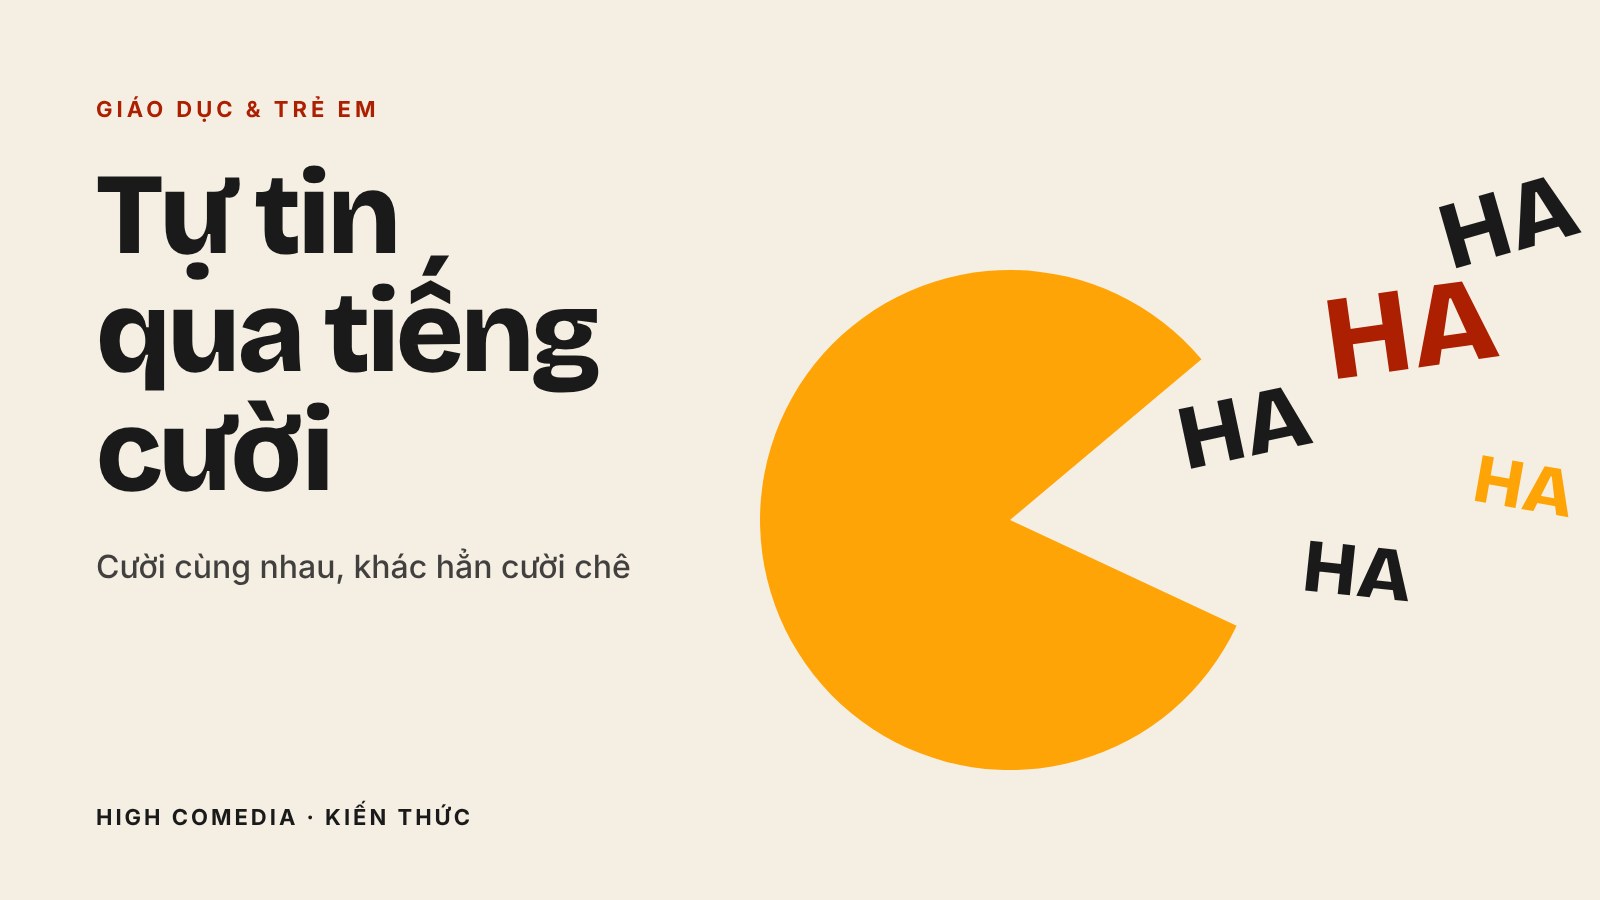 GIÁO DỤC & TRẺ EM
Tự tin
qua tiếng
cười
Cười cùng nhau, khác hẳn cười chê
HA
HA
HA
HA
HA
HIGH COMEDIA · KIẾN THỨC